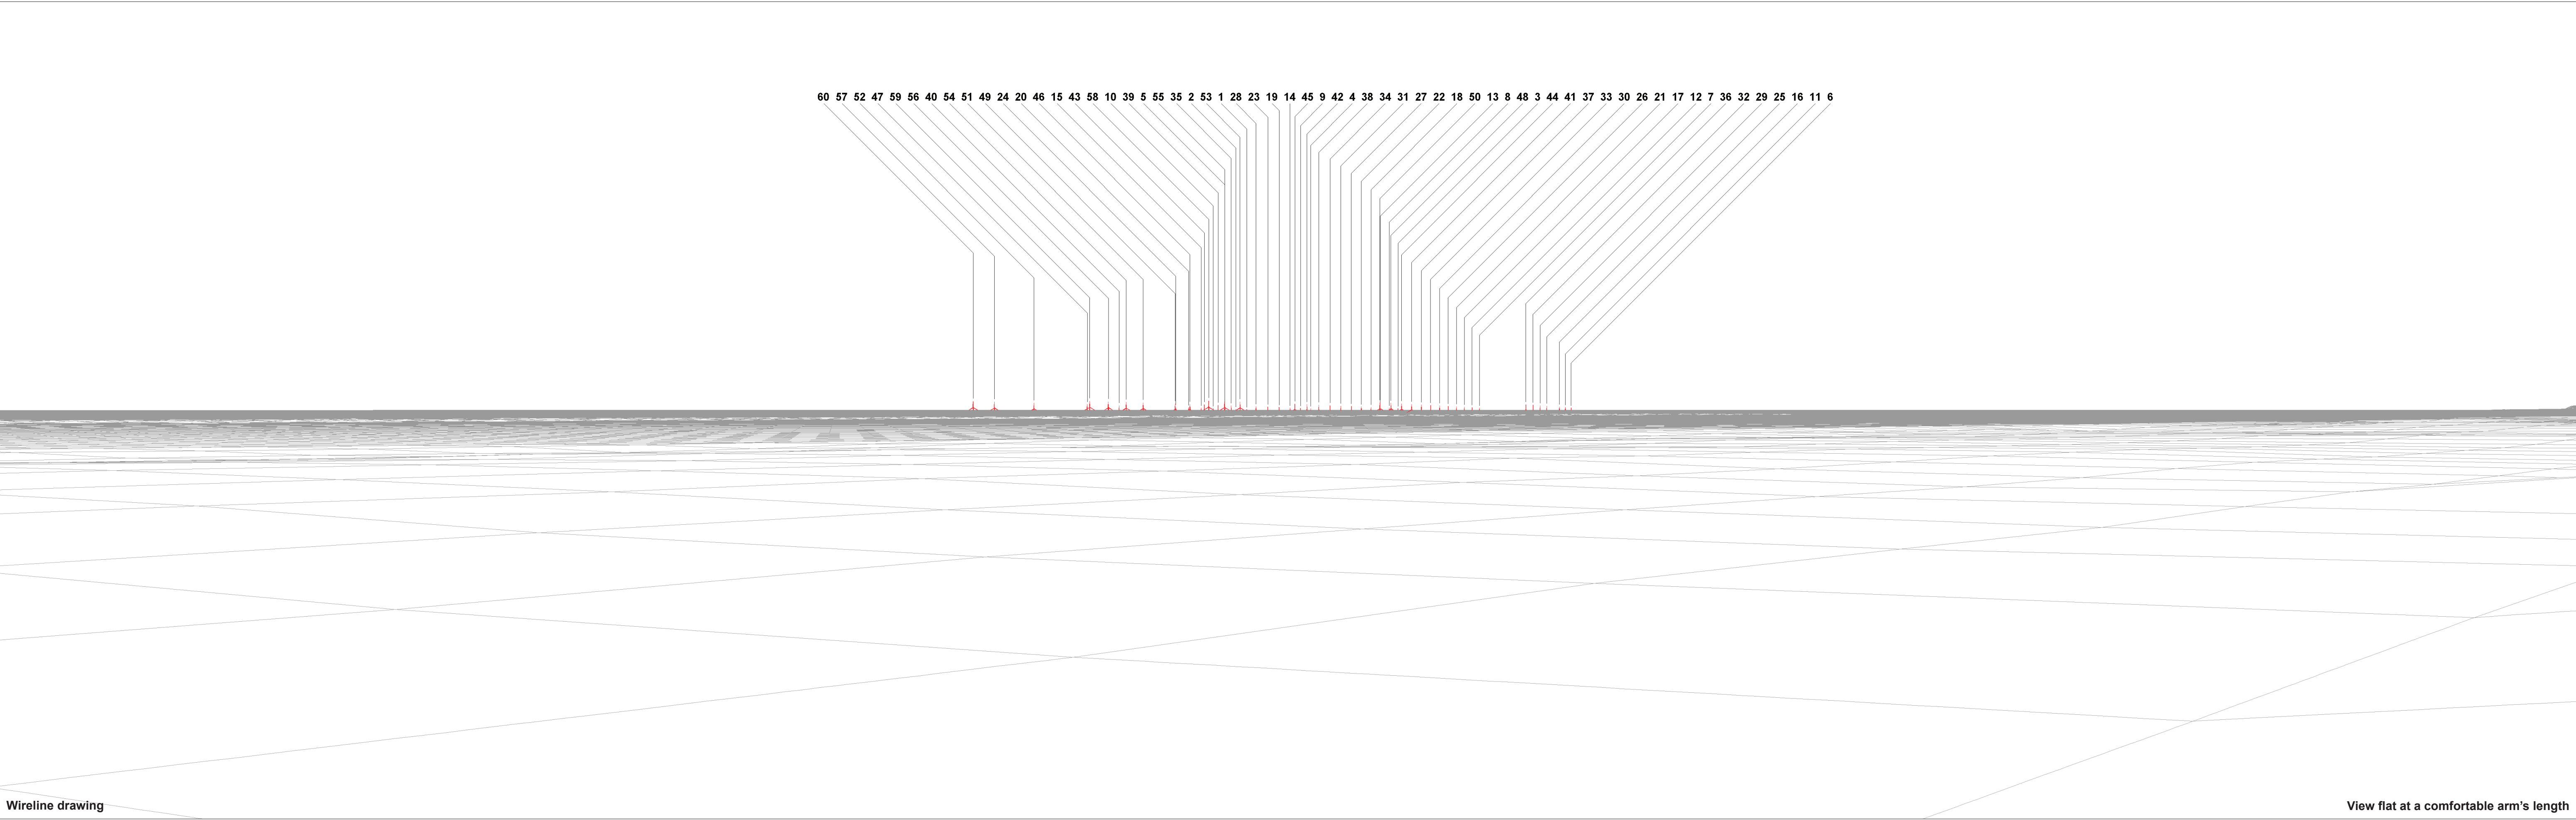 60 57 52 47 59 56 40 54 51 49 24 20 46 15 43 58 10 39 5 55 35 2 53 1 28 23 19 14 45 9 42 4 38 34 31 27 22 18 50 13 8 48 3 44 41 37 33 30 26 21 17 12 7 36 32 29 25 16 11 6
Wireline drawing
View flat at a comfortable arm's length